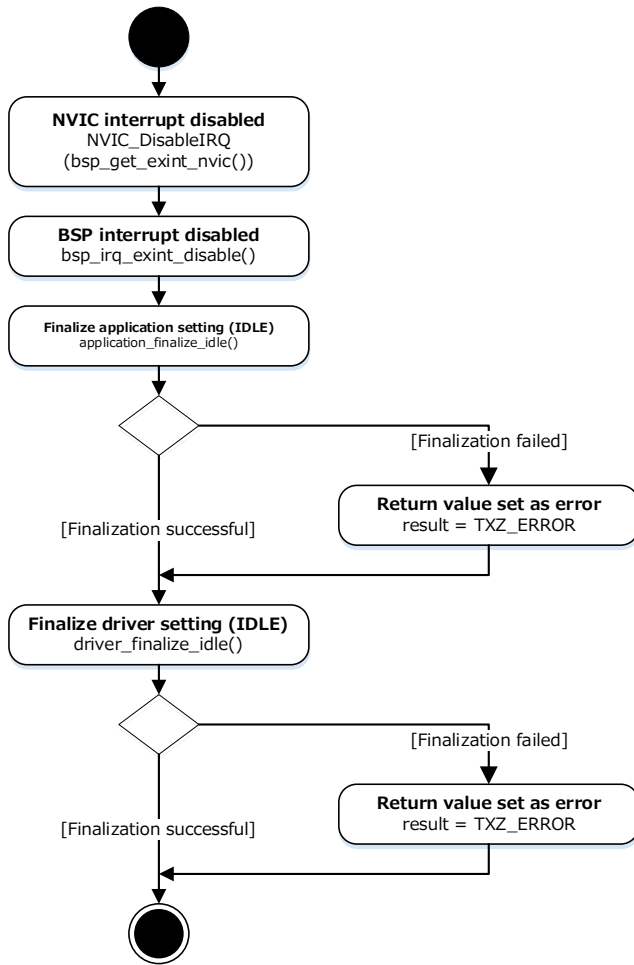 NVIC interrupt disabled
NVIC_DisableIRQ
(bsp_get_exint_nvic())
BSP interrupt disabled
bsp_irq_exint_disable()
Finalize application setting (IDLE)
application_finalize_idle()
[Finalization failed]
Return value set as error
result = TXZ_ERROR
[Finalization successful]
Finalize driver setting (IDLE)
driver_finalize_idle()
[Finalization failed]
Return value set as error
result = TXZ_ERROR
[Finalization successful]